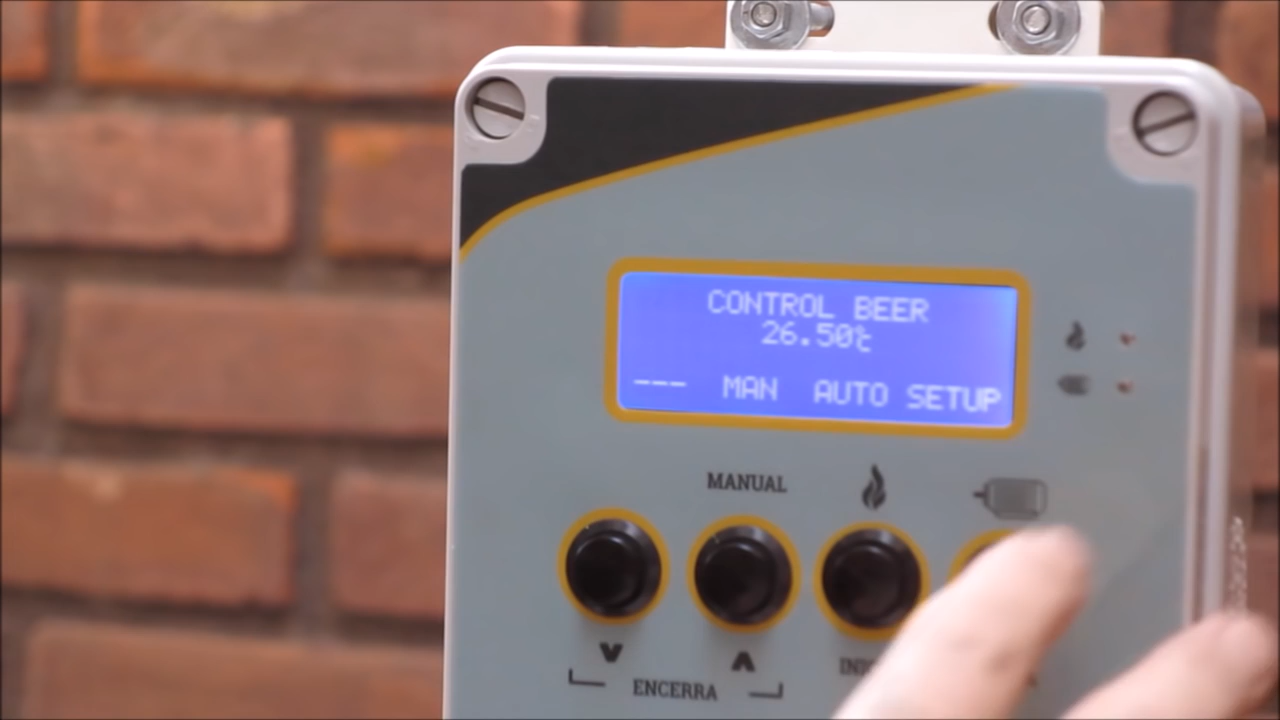 CONTROL BEER
26.50℃
--- MAN AUTO SETUP
MANUAL
ENCERRA